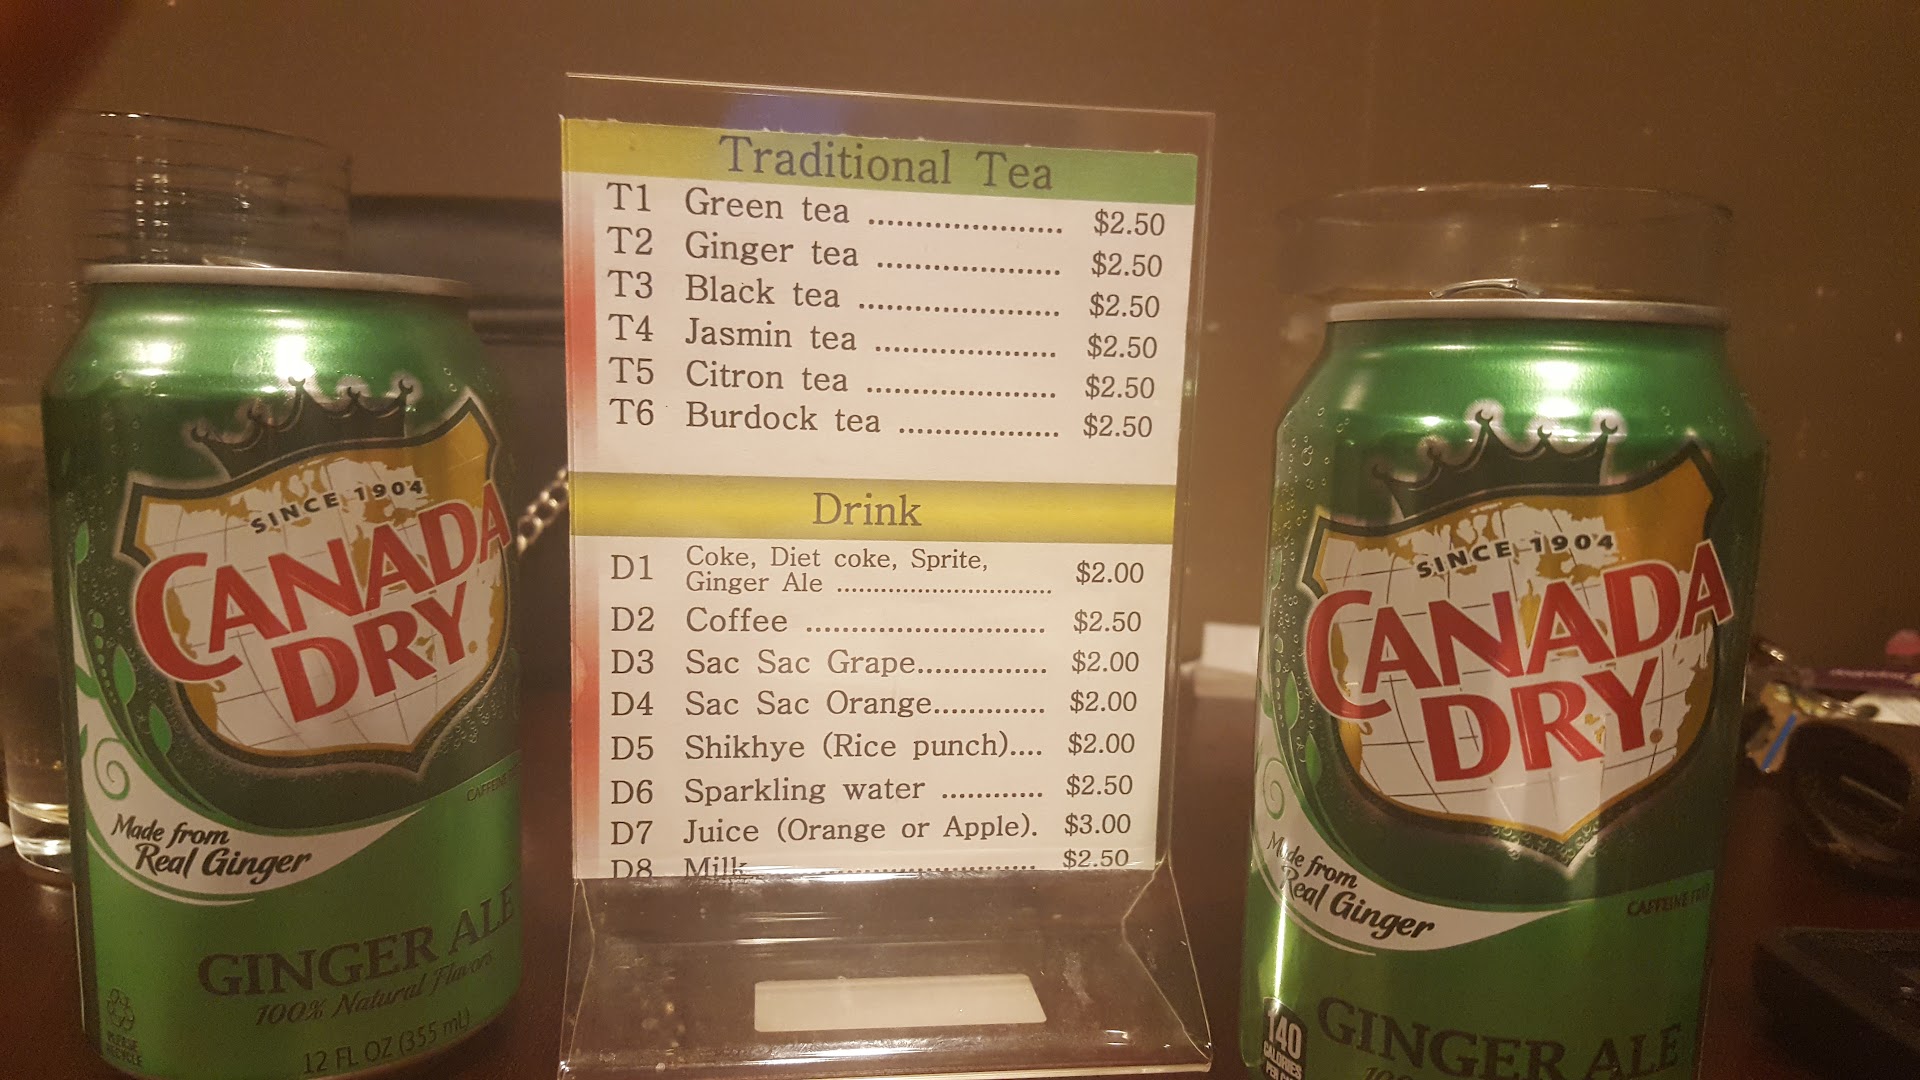 Traditional Tea
T1 Green tea ..................... $2.50
T2 Ginger tea .................... $2.50
T3 Black tea ...................... $2.50
T4 Jasmin tea .................... $2.50
T5 Citron tea ..................... $2.50
T6 Burdock tea .................. $2.50
Drink
D1 Coke, Diet coke, Sprite,
Ginger Ale .............................. $2.00
D2 Coffee .......................... $2.50
D3 Sac Sac Grape.............. $2.00
D4 Sac Sac Orange............ $2.00
D5 Shikhye (Rice punch).... $2.00
D6 Sparkling water ............ $2.50
D7 Juice (Orange or Apple). $3.00
D8 Milk .............................. $2.50
SINCE 1904
CANADA
DRY
CAFFEINE
Made from
Real Ginger
GINGER ALE
100% Natural Flavors
12 FL OZ (355 mL)
PLEASE
RECYCLE
SINCE 1904
CANADA
DRY
CAFFEINE
Made from
Real Ginger
GINGER ALE
140
CALORIES